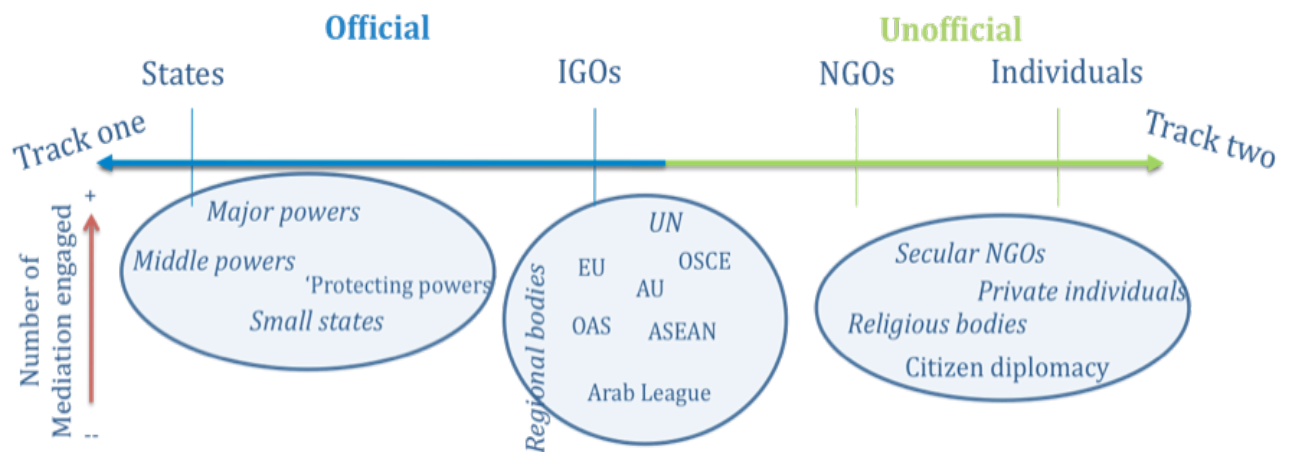 Official
Unofficial
States
IGOs
NGOs
Individuals
Track one
Track two
Number of
Mediation engaged
+
--
Major powers
Middle powers
'Protecting powers
Small states
Regional bodies
UN
EU
OSCE
AU
OAS
ASEAN
Arab League
Secular NGOs
Private individuals
Religious bodies
Citizen diplomacy